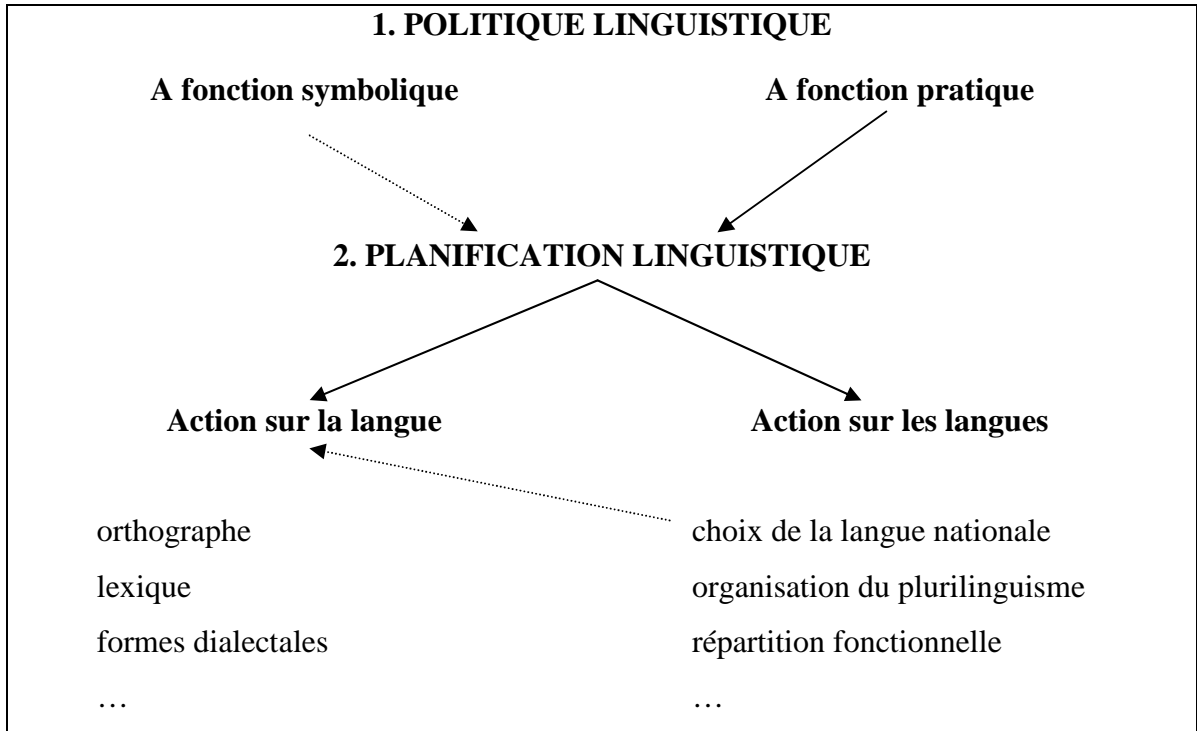 1. POLITIQUE LINGUISTIQUE
A fonction symbolique
A fonction pratique
2. PLANIFICATION LINGUISTIQUE
Action sur la langue
Action sur les langues
orthographe
lexique
formes dialectales
…
choix de la langue nationale
organisation du plurilinguisme
répartition fonctionnelle
…